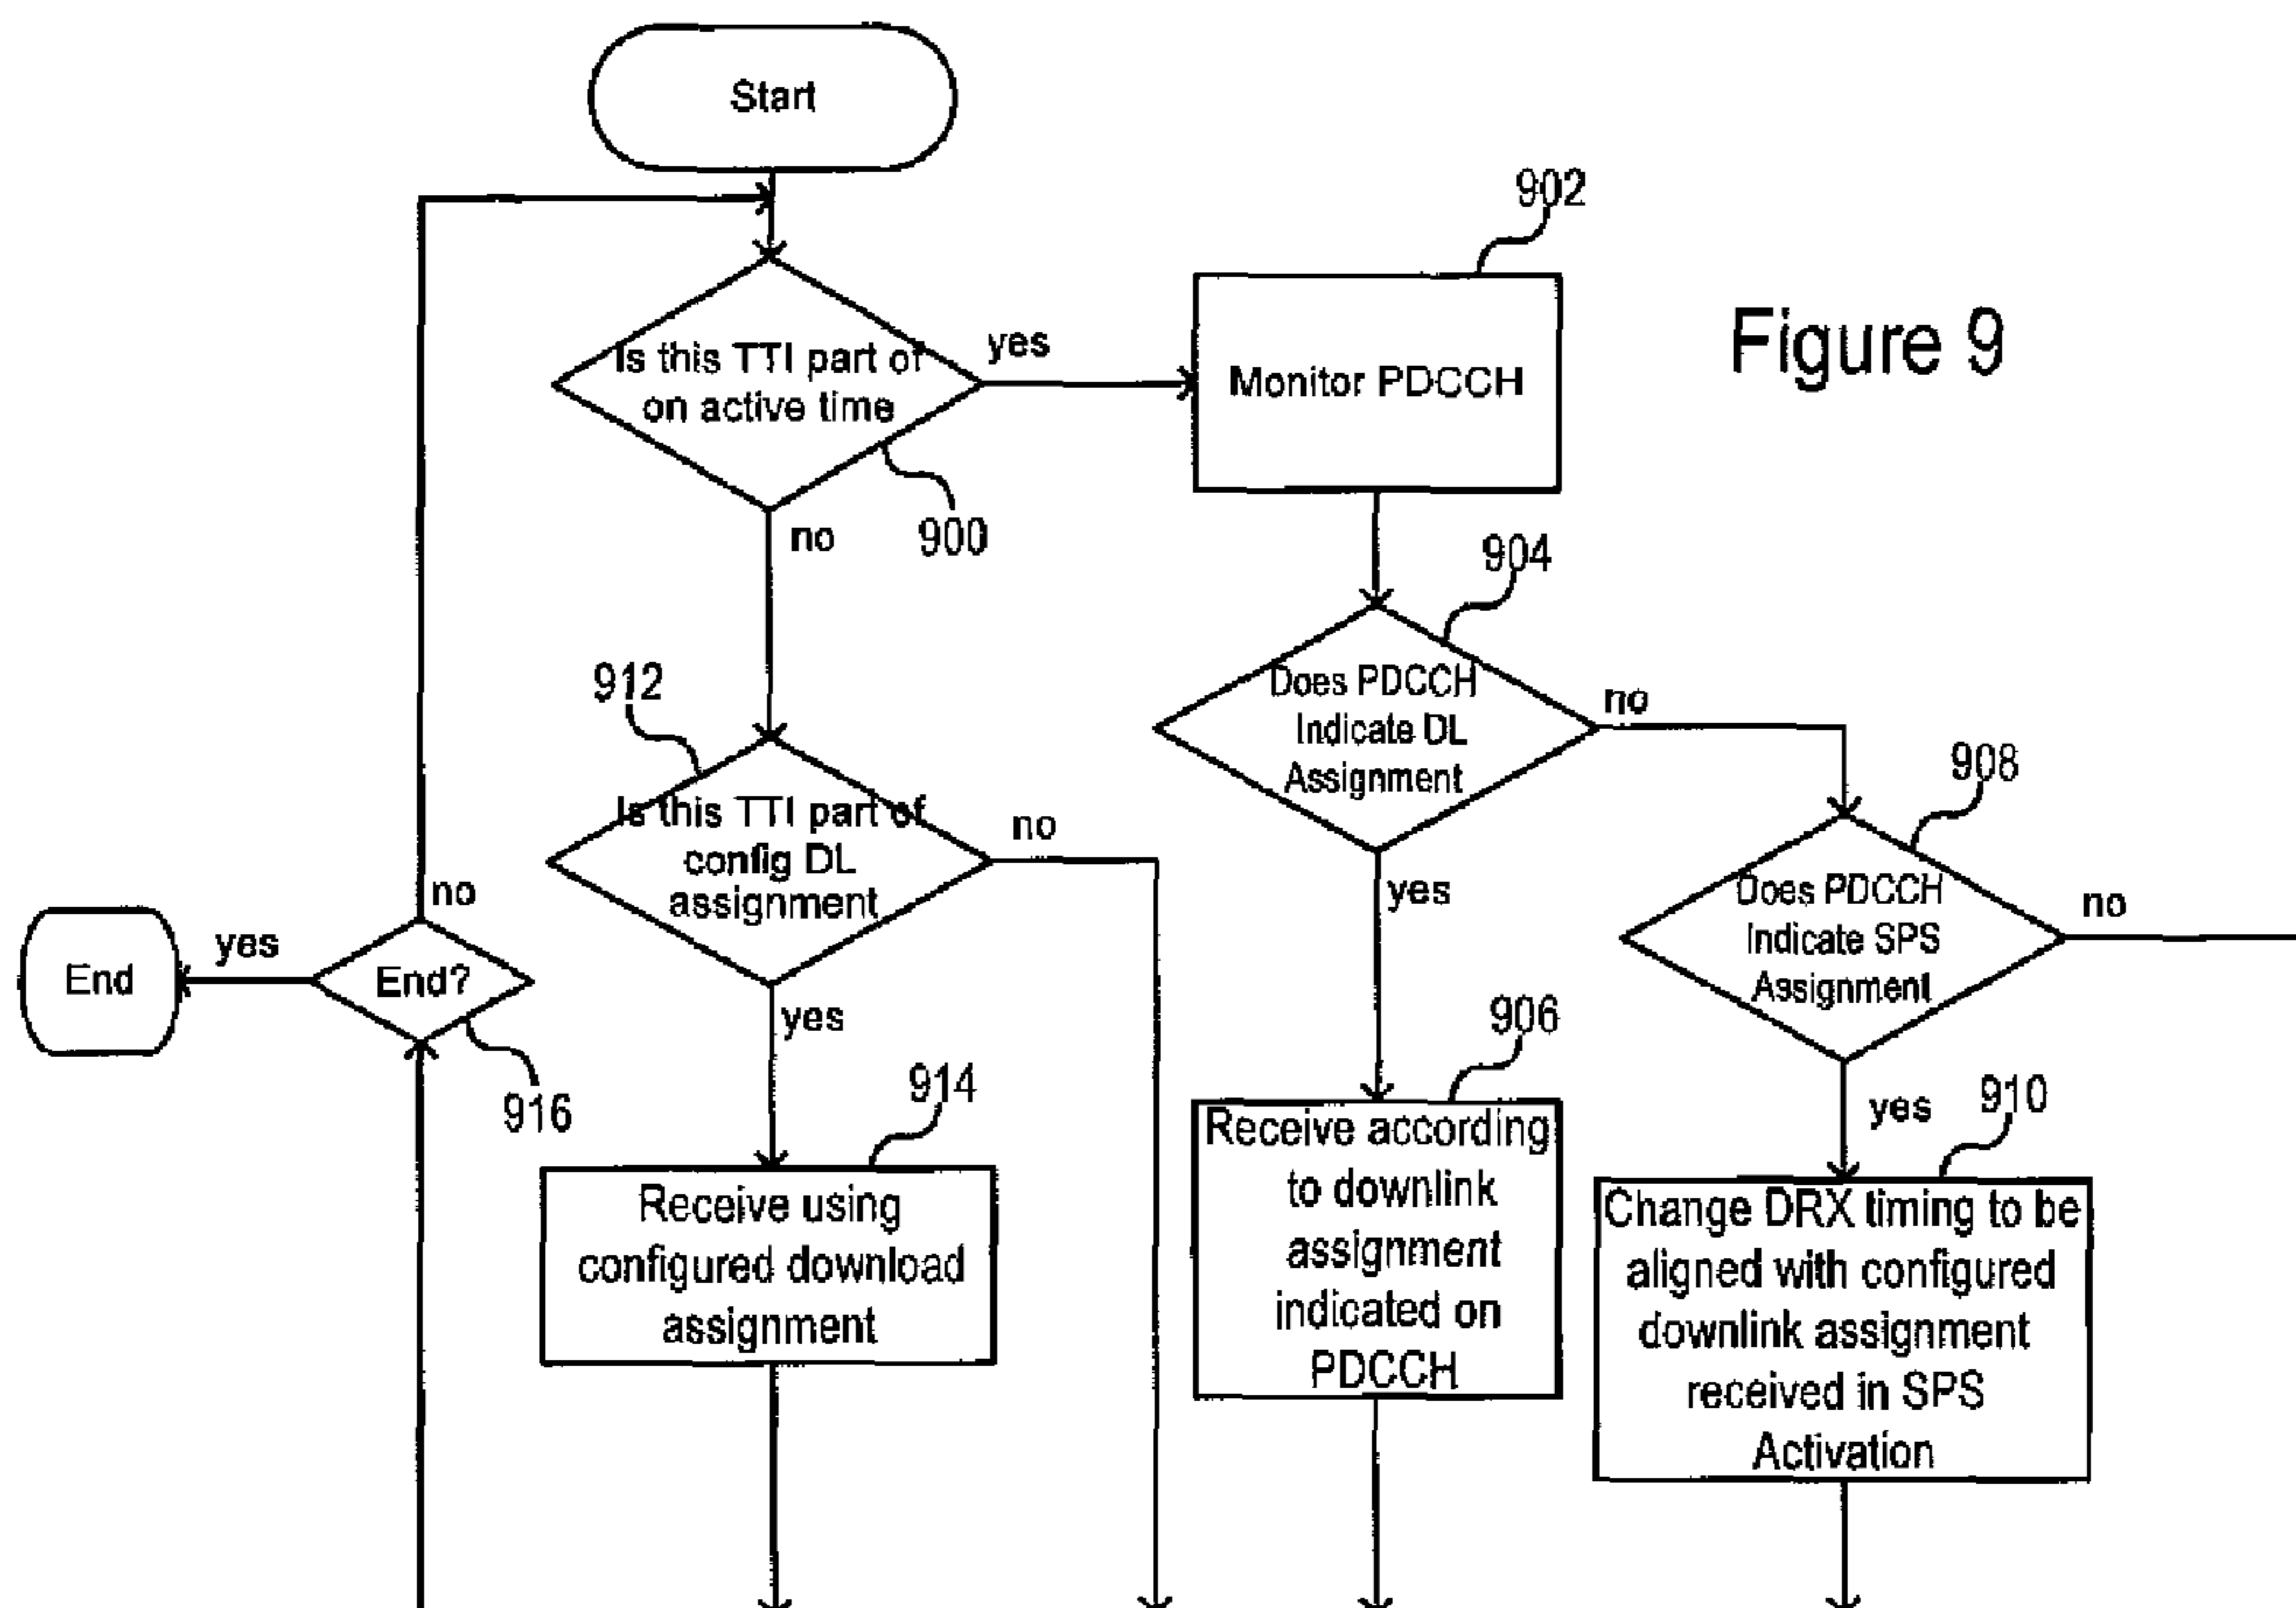 Start
902
Figure 9
Is this TTI part of
on active time
yes
Monitor PDCCH
no
900
904
912
Does PDCCH
Indicate DL
Assignment
no
908
Is this TTI part of
config DL
assignment
no
yes
Does PDCCH
Indicate SPS
Assignment
no
no
End
yes
End?
916
yes
914
906
yes
910
Receive using
configured download
assignment
Receive according
to downlink
assignment
indicated on
PDCCH
Change DRX timing to be
aligned with configured
downlink assignment
received in SPS
Activation